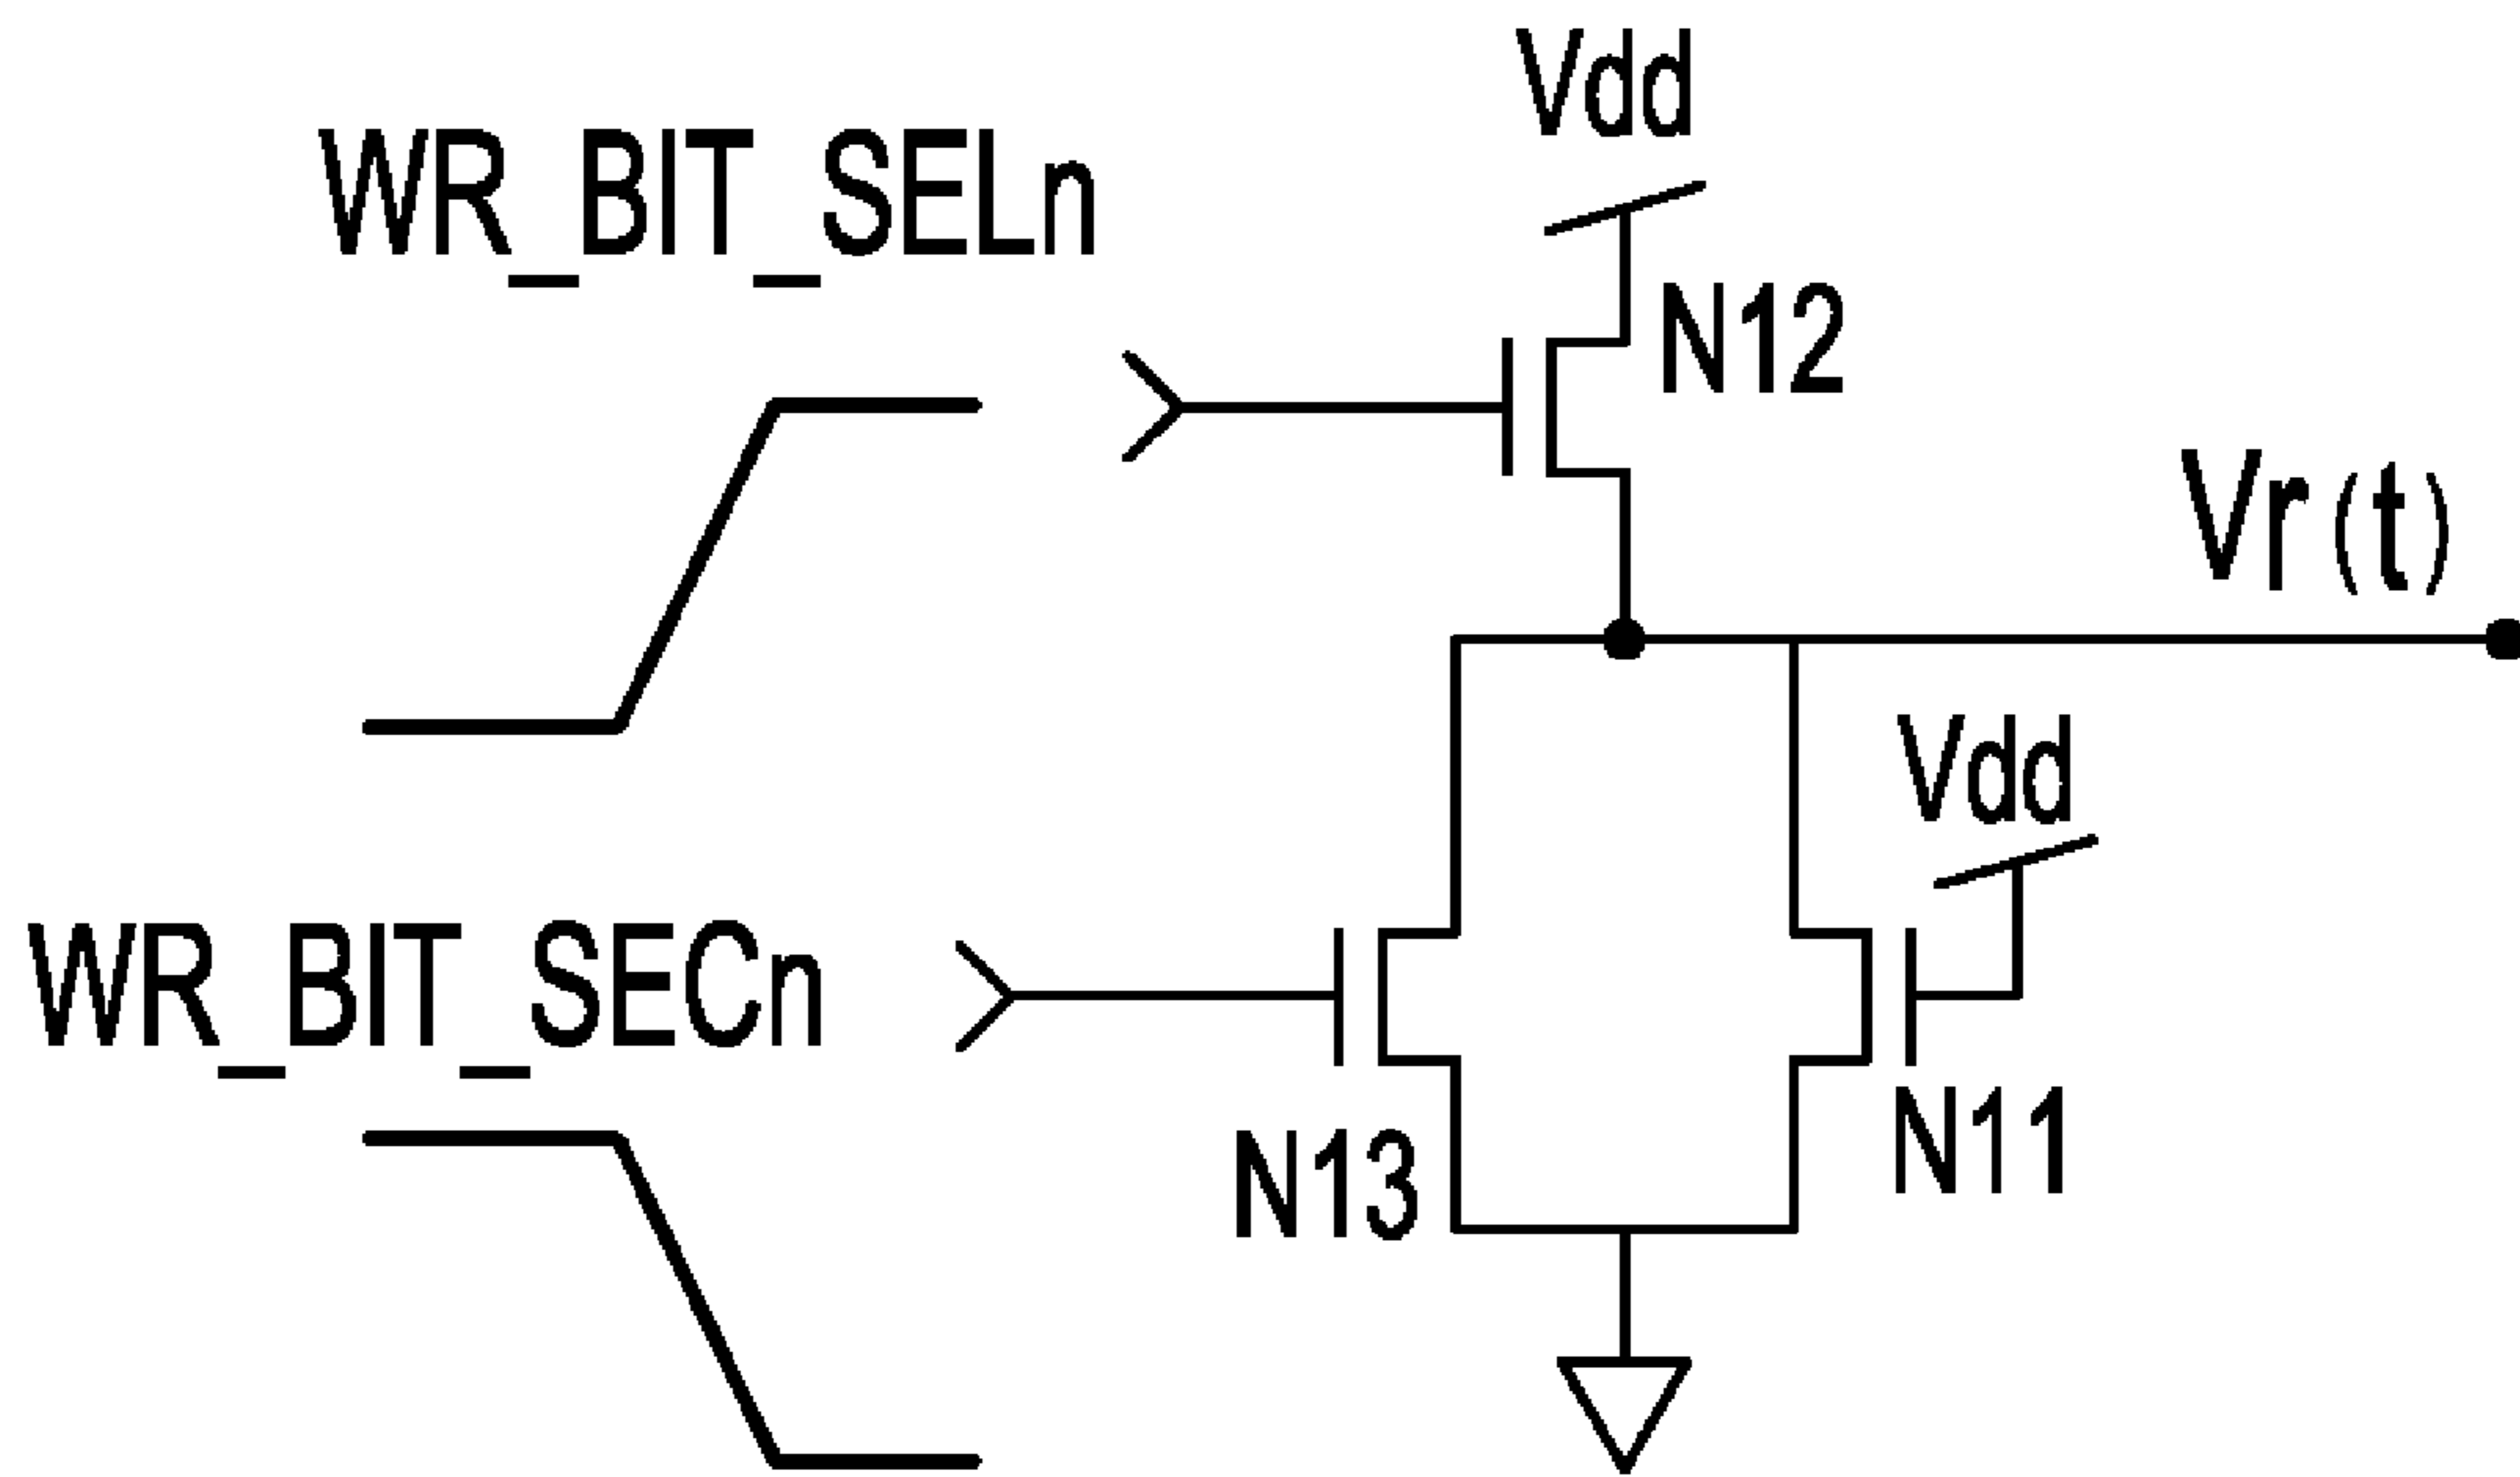 Vdd
WR_BIT_SELn
N12
Vr(t)
Vdd
WR_BIT_SECn
N13
N11